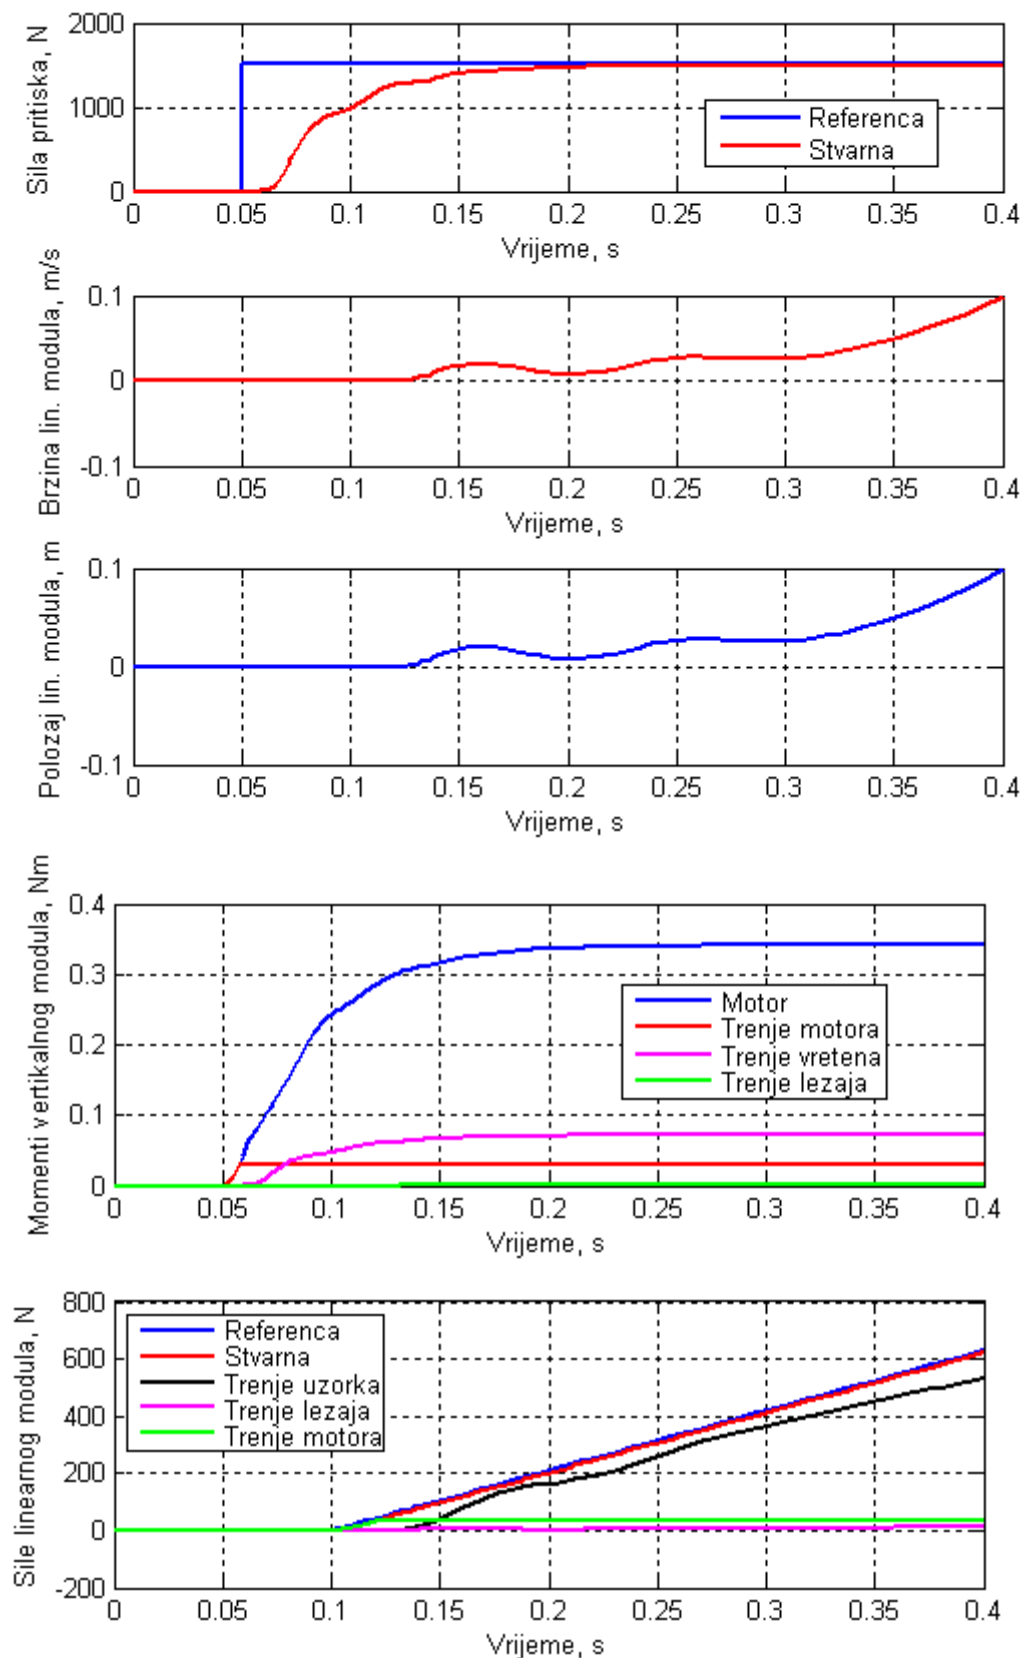 Sila pritiska, N
2000
1000
0
Referenca
Stvarna
0 0.05 0.1 0.15 0.2 0.25 0.3 0.35 0.4
Vrijeme, s
Brzina lin. modula, m/s
0.1
0
-0.1
0 0.05 0.1 0.15 0.2 0.25 0.3 0.35 0.4
Vrijeme, s
Polozaj lin. modula, m
0.1
0
-0.1
0 0.05 0.1 0.15 0.2 0.25 0.3 0.35 0.4
Vrijeme, s
Momenti vertikalnog modula, Nm
0.4
0.3
0.2
0.1
0
Motor
Trenje motora
Trenje vretena
Trenje lezaja
0 0.05 0.1 0.15 0.2 0.25 0.3 0.35 0.4
Vrijeme, s
Sile linearnog modula, N
800
600
400
200
0
-200
Referenca
Stvarna
Trenje uzorka
Trenje lezaja
Trenje motora
0 0.05 0.1 0.15 0.2 0.25 0.3 0.35 0.4
Vrijeme, s